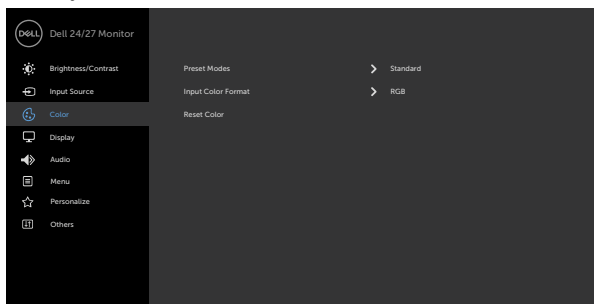 DELL Dell 24/27 Monitor
Brightness/Contrast Preset Modes Standard
Input Source Input Color Format RGB
Color Reset Color
Display
Audio
Menu
Personalize
Others